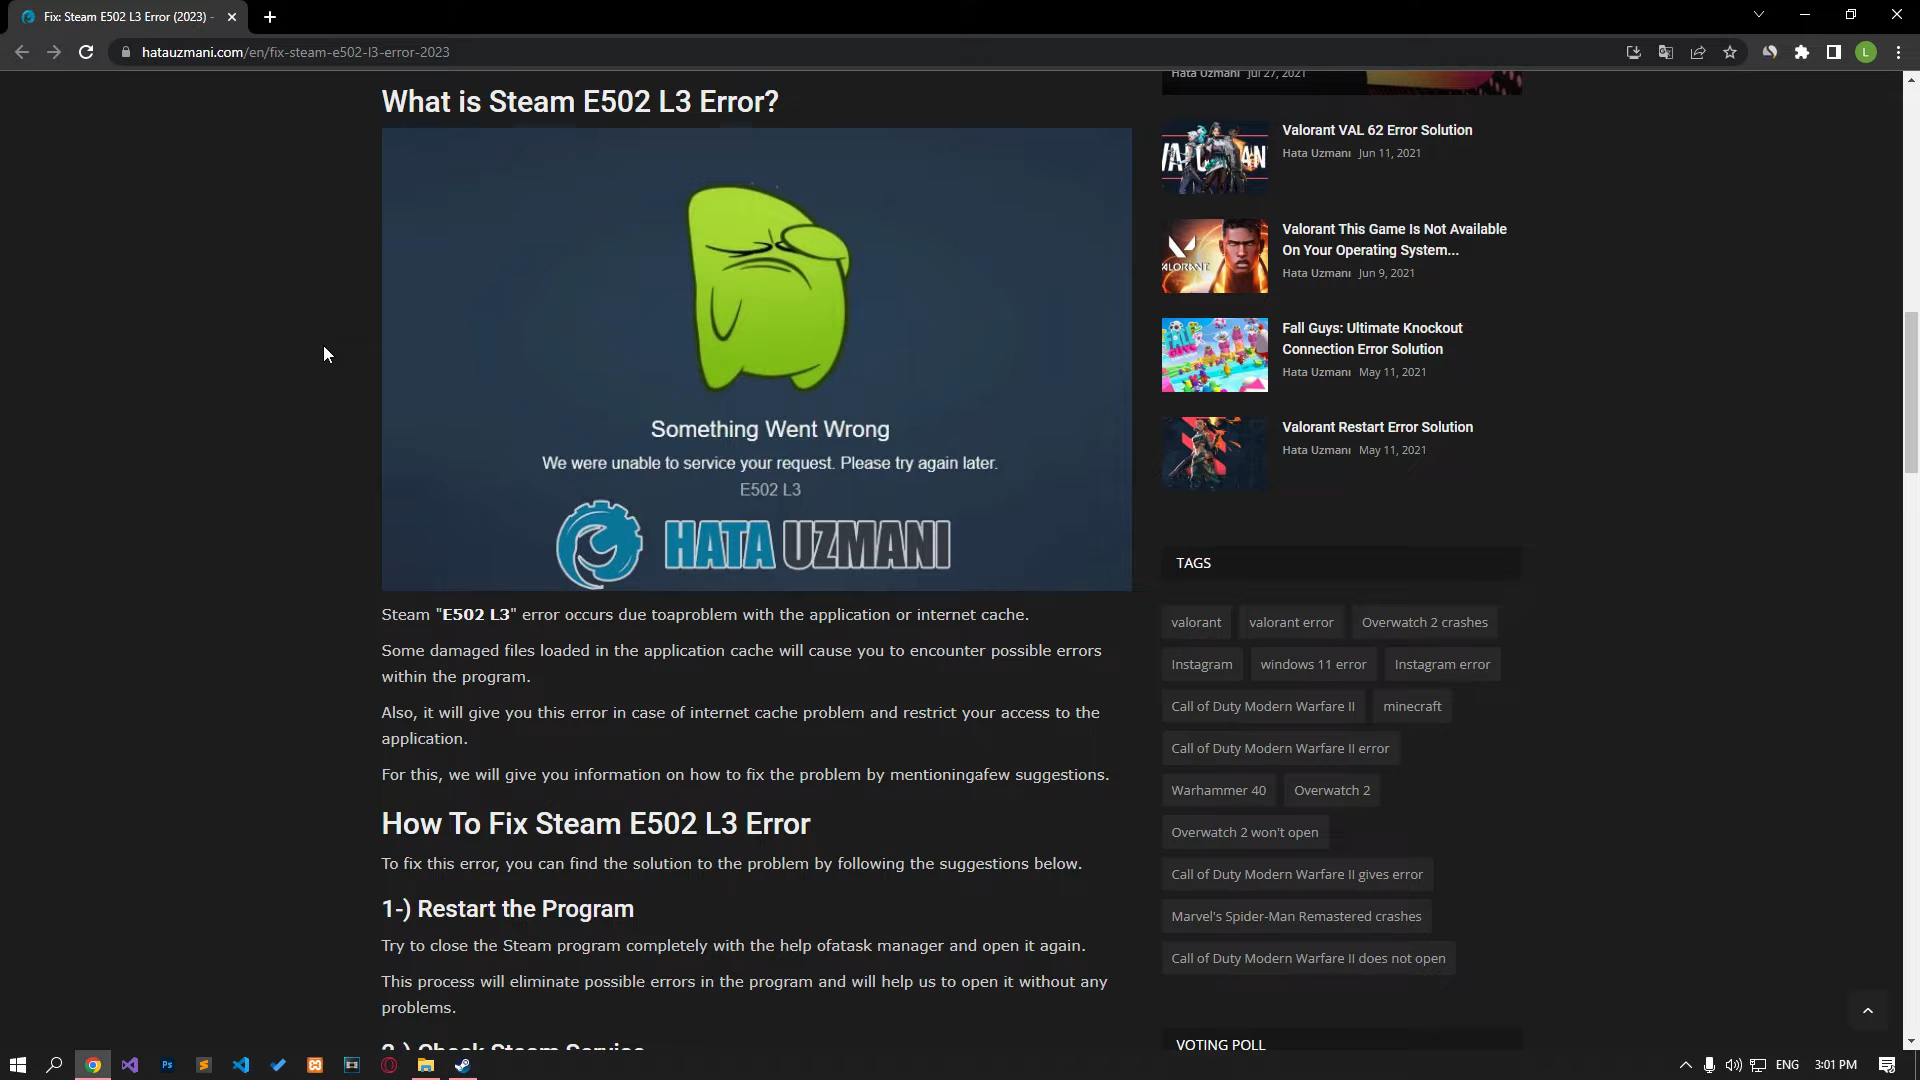 Fix: Steam E502 L3 Error (2023) -
hatauzmani.com/en/fix-steam-e502-l3-error-2023
L
What is Steam E502 L3 Error?
Something Went Wrong
We were unable to service your request. Please try again later.
E502 L3
HATA UZMANI
Steam "E502 L3" error occurs due toaproblem with the application or internet cache.
Some damaged files loaded in the application cache will cause you to encounter possible errors
within the program.
Also, it will give you this error in case of internet cache problem and restrict your access to the
application.
For this, we will give you information on how to fix the problem by mentioningafew suggestions.
How To Fix Steam E502 L3 Error
To fix this error, you can find the solution to the problem by following the suggestions below.
1-) Restart the Program
Try to close the Steam program completely with the help ofatask manager and open it again.
This process will eliminate possible errors in the program and will help us to open it without any
problems.
2-) Check Steam Service
Hata Uzmanı Jul 27, 2021
Valorant VAL 62 Error Solution
Hata Uzmanı Jun 11, 2021
VALORANT
Valorant This Game Is Not Available
On Your Operating System...
Hata Uzmanı Jun 9, 2021
FALL GUYS
Fall Guys: Ultimate Knockout
Connection Error Solution
Hata Uzmanı May 11, 2021
Valorant Restart Error Solution
Hata Uzmanı May 11, 2021
TAGS
valorant
valorant error
Overwatch 2 crashes
Instagram
windows 11 error
Instagram error
Call of Duty Modern Warfare II
minecraft
Call of Duty Modern Warfare II error
Warhammer 40
Overwatch 2
Overwatch 2 won't open
Call of Duty Modern Warfare II gives error
Marvel's Spider-Man Remastered crashes
Call of Duty Modern Warfare II does not open
VOTING POLL
Ps
ENG
3:01 PM